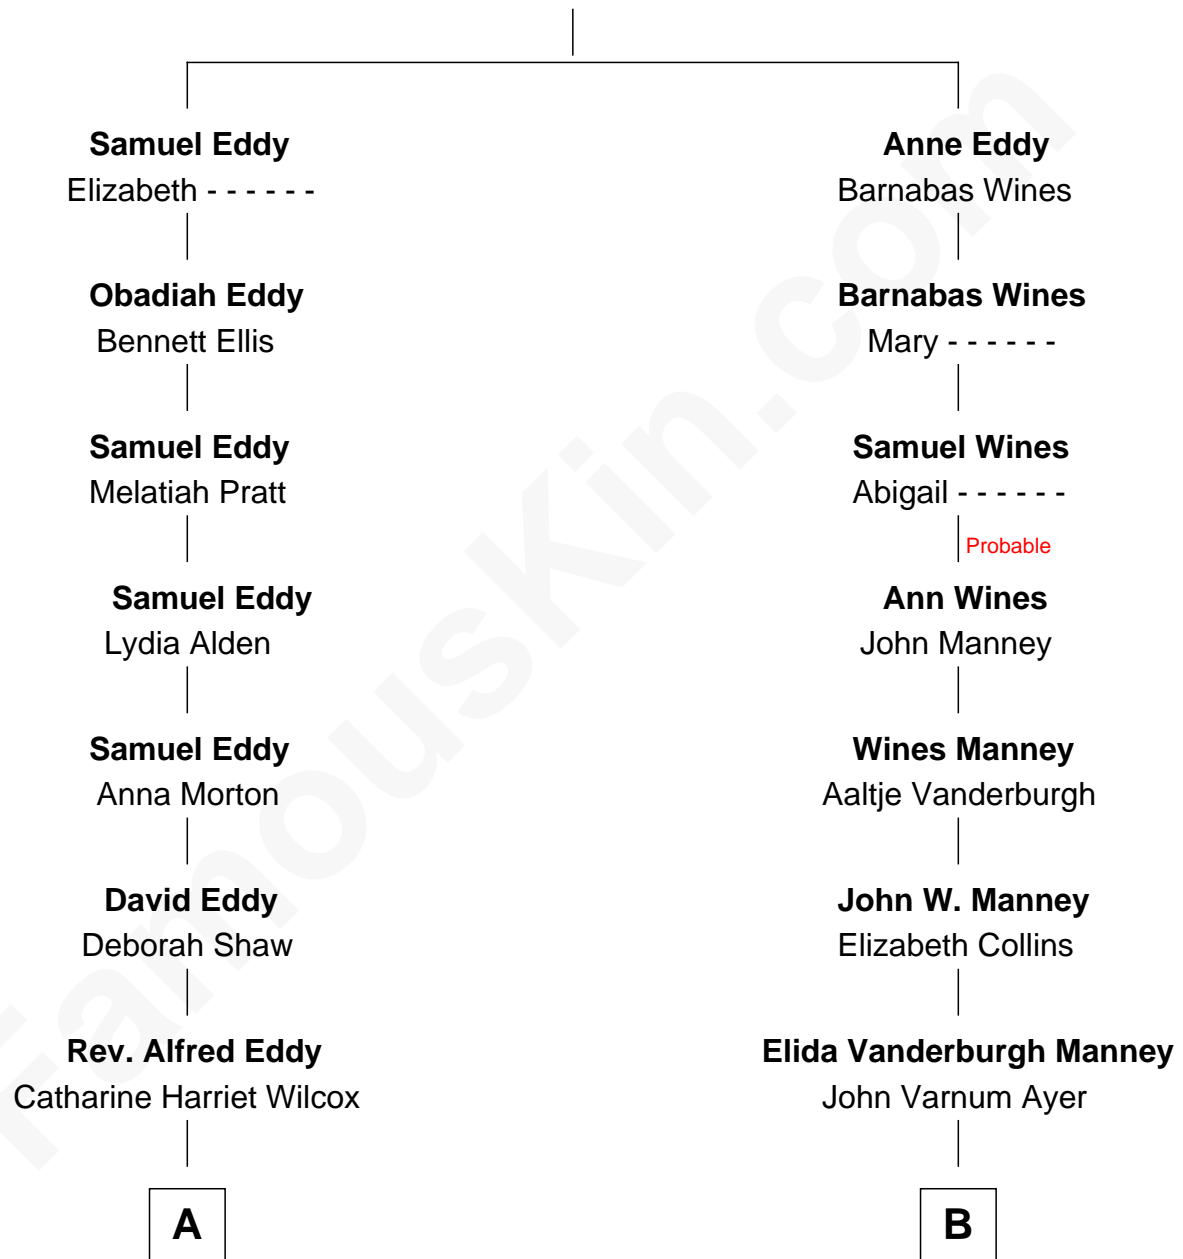 Samuel Eddy
Elizabeth - - - - - -
Anne Eddy
Barnabas Wines
Obadiah Eddy
Bennett Ellis
Barnabas Wines
Mary - - - - - -
Samuel Eddy
Melatiah Pratt
Samuel Wines
Abigail - - - - - -
Probable
Samuel Eddy
Lydia Alden
Ann Wines
John Manney
Samuel Eddy
Anna Morton
Wines Manney
Aaltje Vanderburgh
David Eddy
Deborah Shaw
John W. Manney
Elizabeth Collins
Rev. Alfred Eddy
Catharine Harriet Wilcox
Elida Vanderburgh Manney
John Varnum Ayer
A
B
FamousKin.com